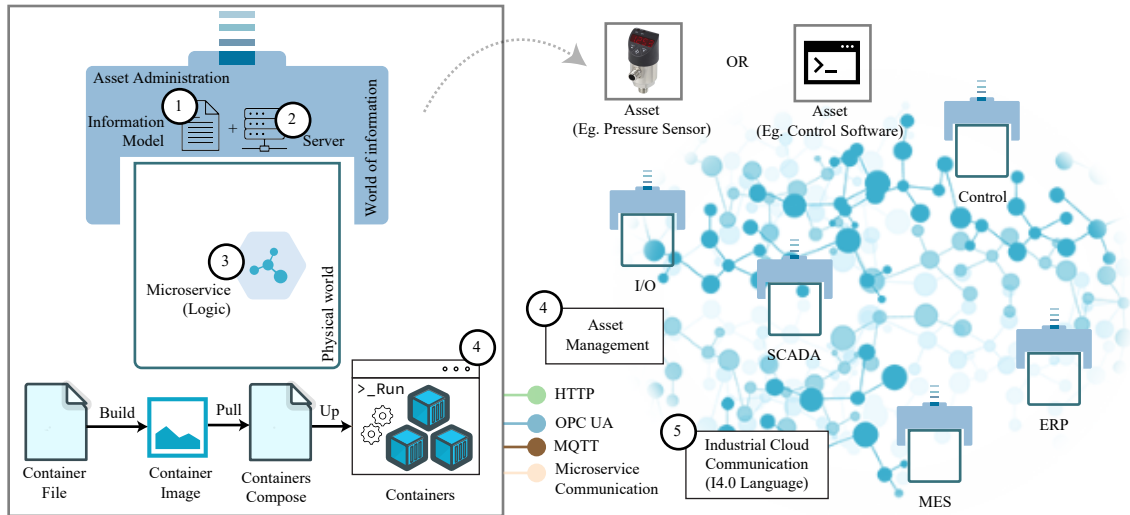 Asset Administration
1
Information
Model
+
2
Server
World of information
3
Microservice
(Logic)
Physical world
Asset
(Eg. Pressure Sensor)
OR
>_
Asset
(Eg. Control Software)
Control
I/O
SCADA
ERP
MES
4
Asset
Management
5
Industrial Cloud
Communication
(I4.0 Language)
Container
File
Build
Container
Image
Pull
Containers
Compose
Up
4
>_Run
Containers
HTTP
OPC UA
MQTT
Microservice
Communication